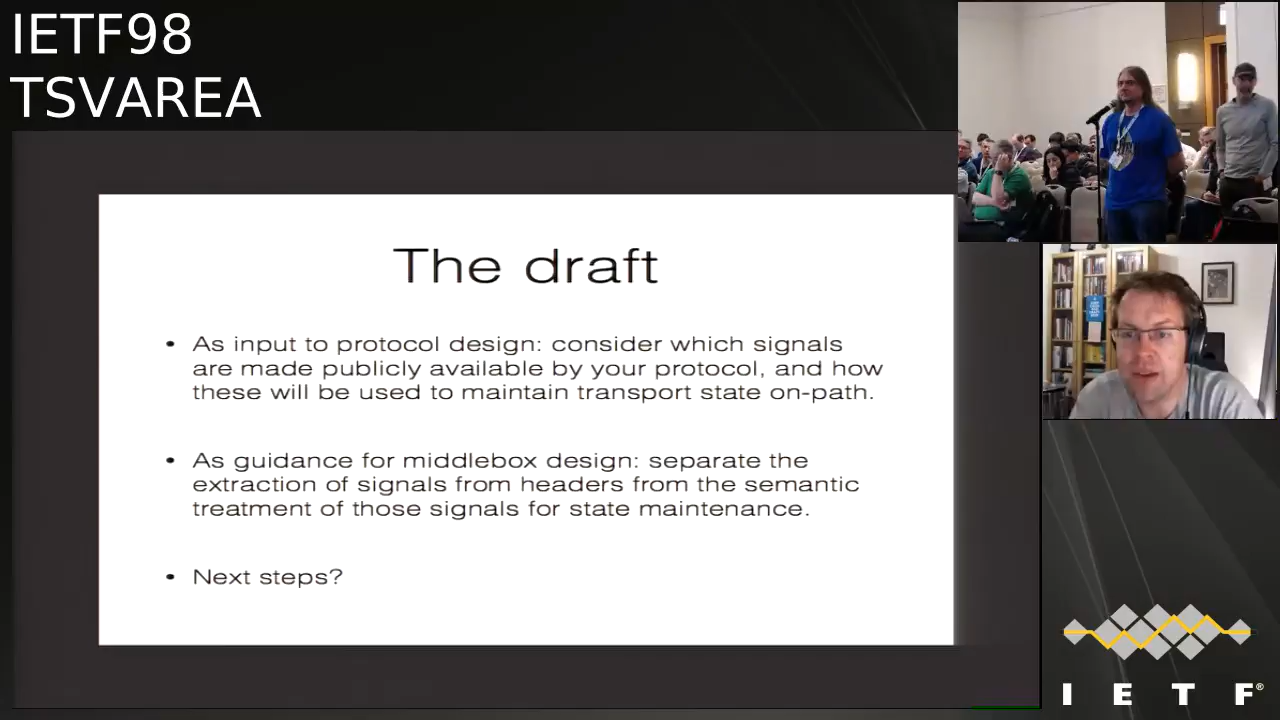 IETF98
TSVAREA
The draft
• As input to protocol design: consider which signals
are made publicly available by your protocol, and how
these will be used to maintain transport state on-path.
• As guidance for middlebox design: separate the
extraction of signals from headers from the semantic
treatment of those signals for state maintenance.
• Next steps?
I E T F®